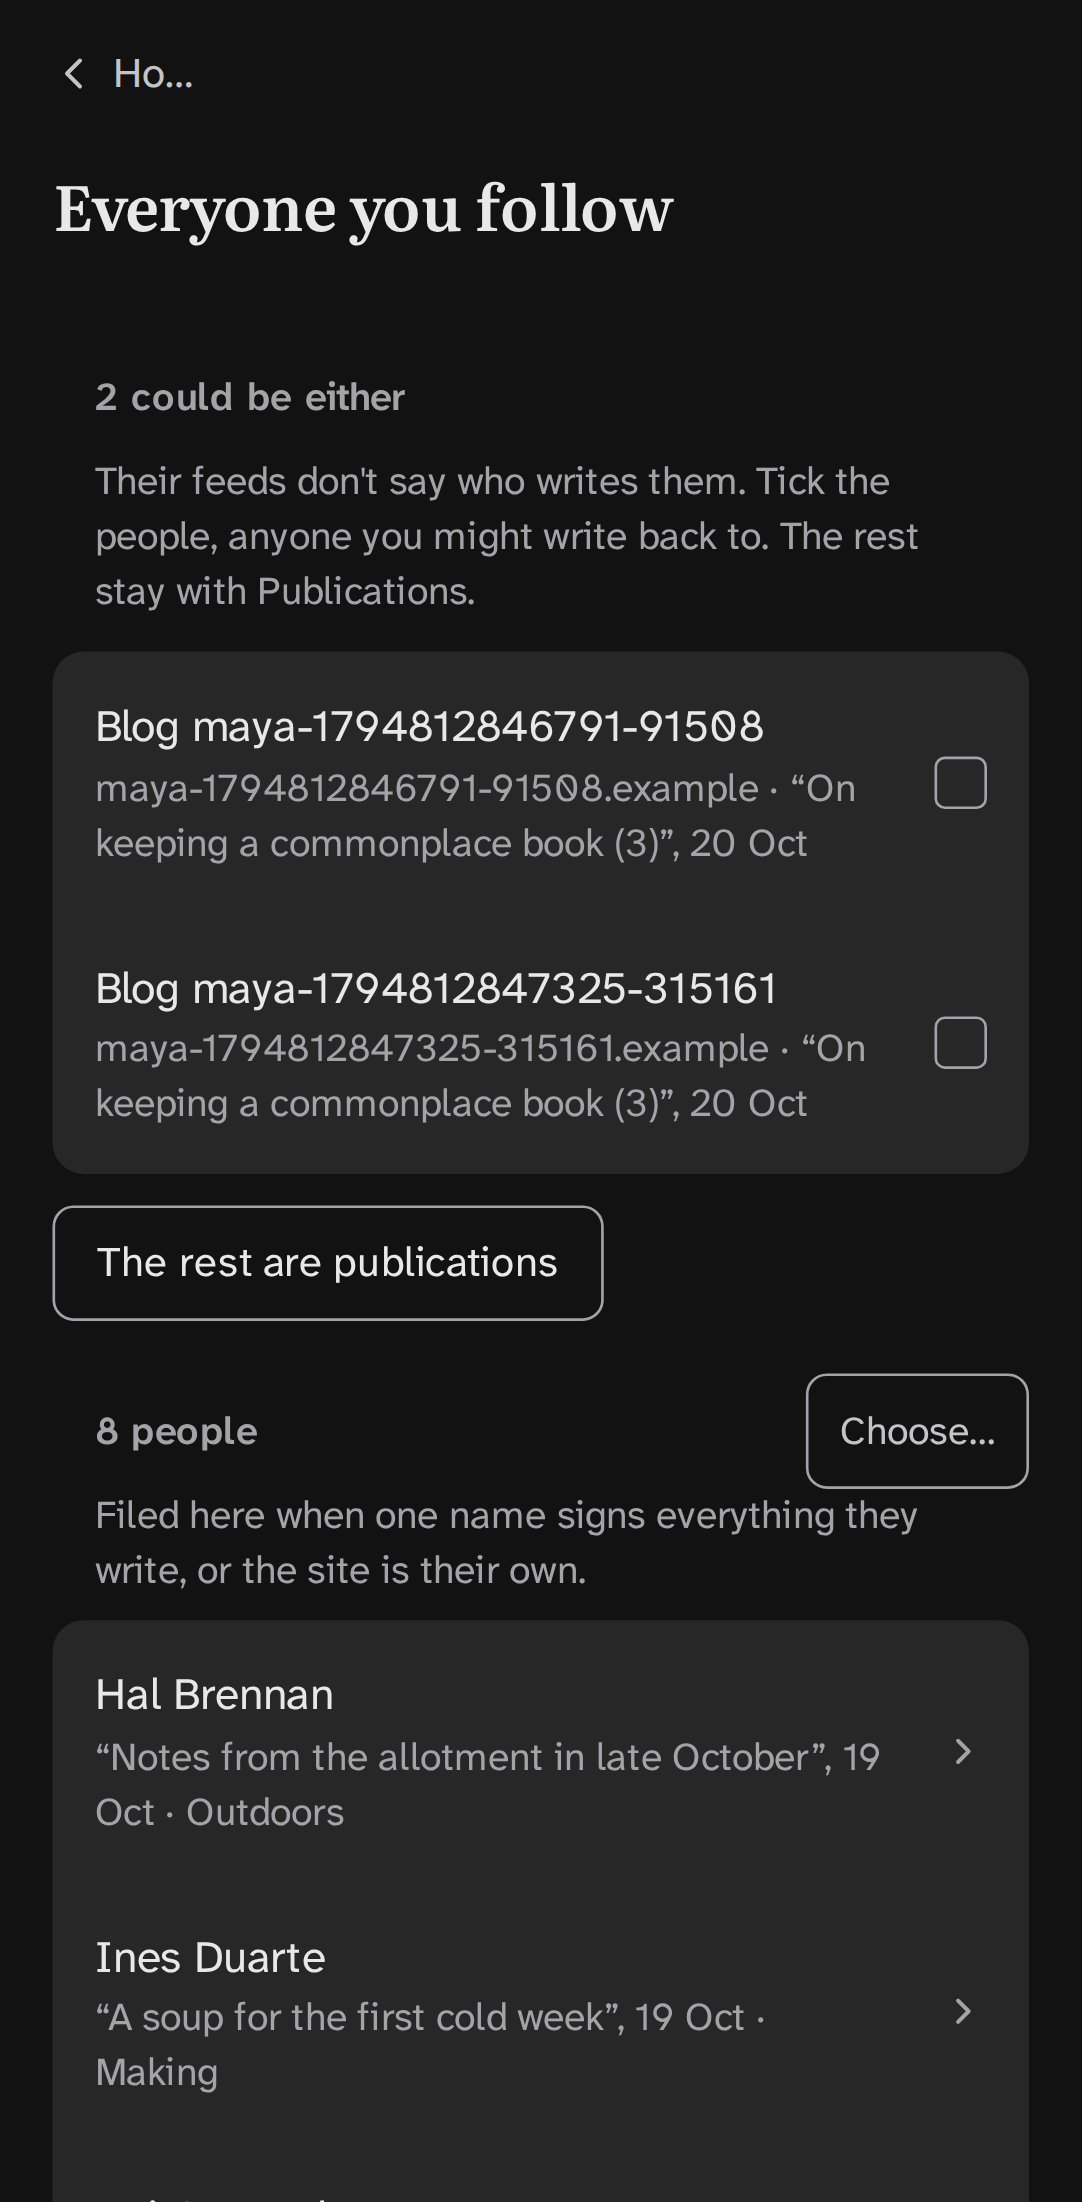 Ho...
Everyone you follow
2 could be either
Their feeds don't say who writes them. Tick the
people, anyone you might write back to. The rest
stay with Publications.
Blog maya-1794812846791-91508
maya-1794812846791-91508.example · “On
keeping a commonplace book (3)”, 20 Oct
Blog maya-1794812847325-315161
maya-1794812847325-315161.example · “On
keeping a commonplace book (3)”, 20 Oct
The rest are publications
8 people
Choose...
Filed here when one name signs everything they
write, or the site is their own.
Hal Brennan
“Notes from the allotment in late October”, 19
Oct · Outdoors
Ines Duarte
“A soup for the first cold week”, 19 Oct ·
Making